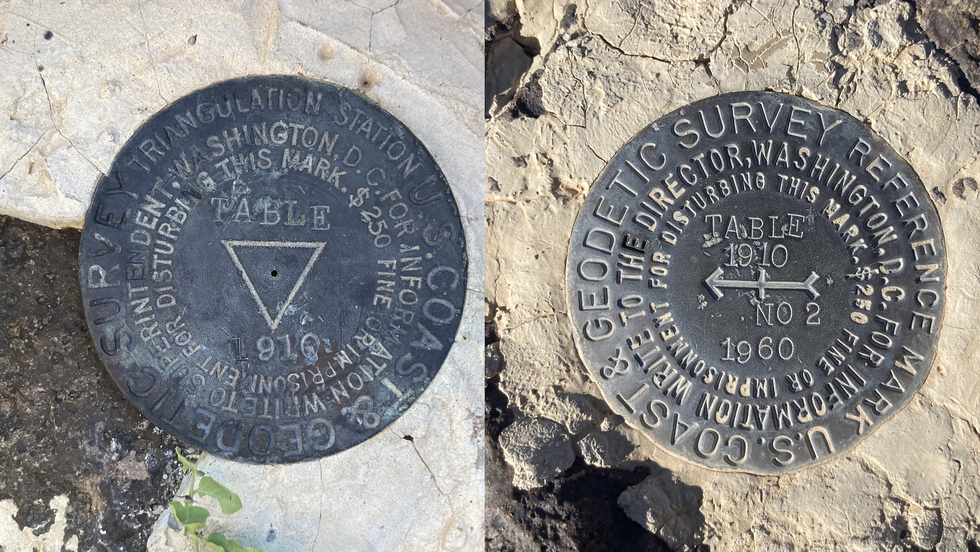 U.S. COAST & GEODETIC SURVEY TRIANGULATION STATION
FOR INFORMATION WRITE TO SUPERINTENDENT, WASHINGTON, D.C.
$250 FINE OR IMPRISONMENT FOR DISTURBING THIS MARK.
TABLE
1910
U.S. COAST & GEODETIC SURVEY REFERENCE MARK
FOR INFORMATION WRITE TO THE DIRECTOR, WASHINGTON, D.C.
$250 FINE OR IMPRISONMENT FOR DISTURBING THIS MARK.
TABLE
1910
NO 2
1960